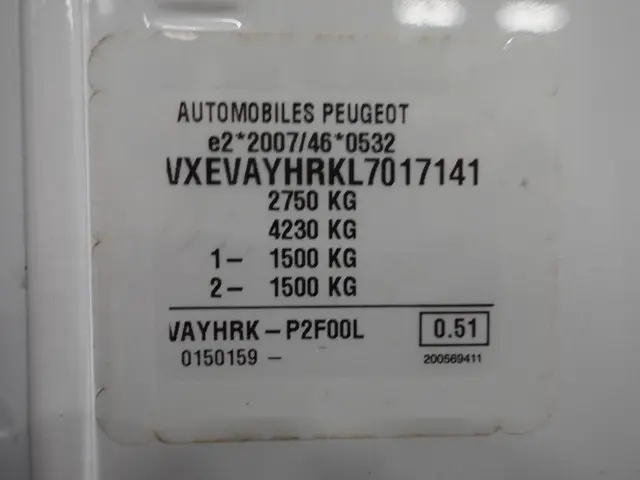 AUTOMOBILES PEUGEOT
e2*2007/46*0532
VXEVAYHRKL7017141
2750 KG
4230 KG
1- 1500 KG
2- 1500 KG
VAYHRK-P2F00L 0.51
0150159 - 200569411